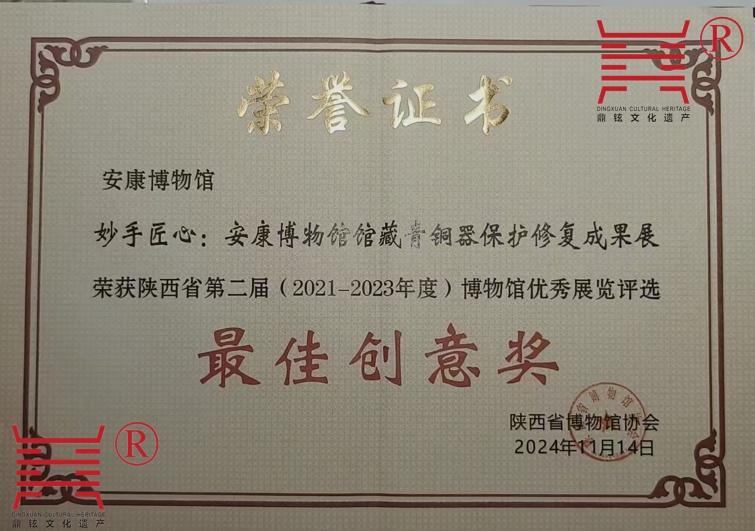 R
DINGXUAN CULTURAL HERITAGE
鼎铉文化遗产
荣誉证书
安康博物馆
妙手匠心：安康博物馆馆藏青铜器保护修复成果展
荣获陕西省第二届（2021-2023年度）博物馆优秀展览评选
最佳创意奖
陕西省博物馆协会
2024年11月14日
R
DINGXUAN CULTURAL HERITAGE
鼎铉文化遗产